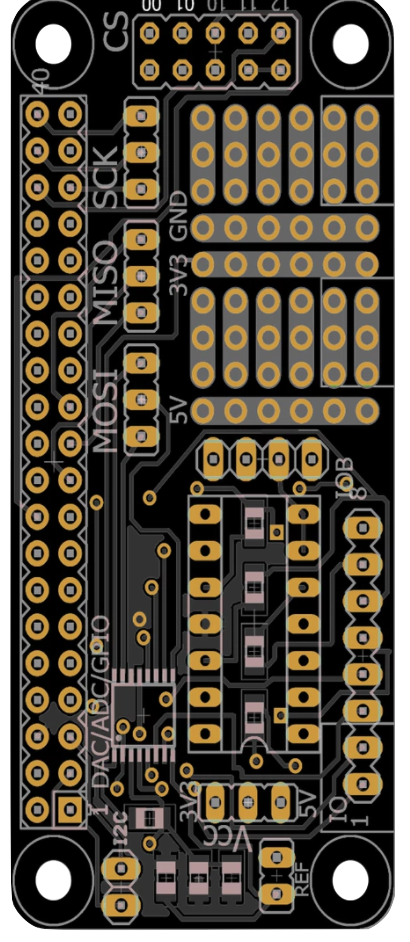 00 01 10 11 12
CS
40
SCK
GND
MISO
3V3
MOSI
5V
IOB
8
DAC/ADC/GPIO
1
3V3
5V
VCC
IO
1
I2C
REF